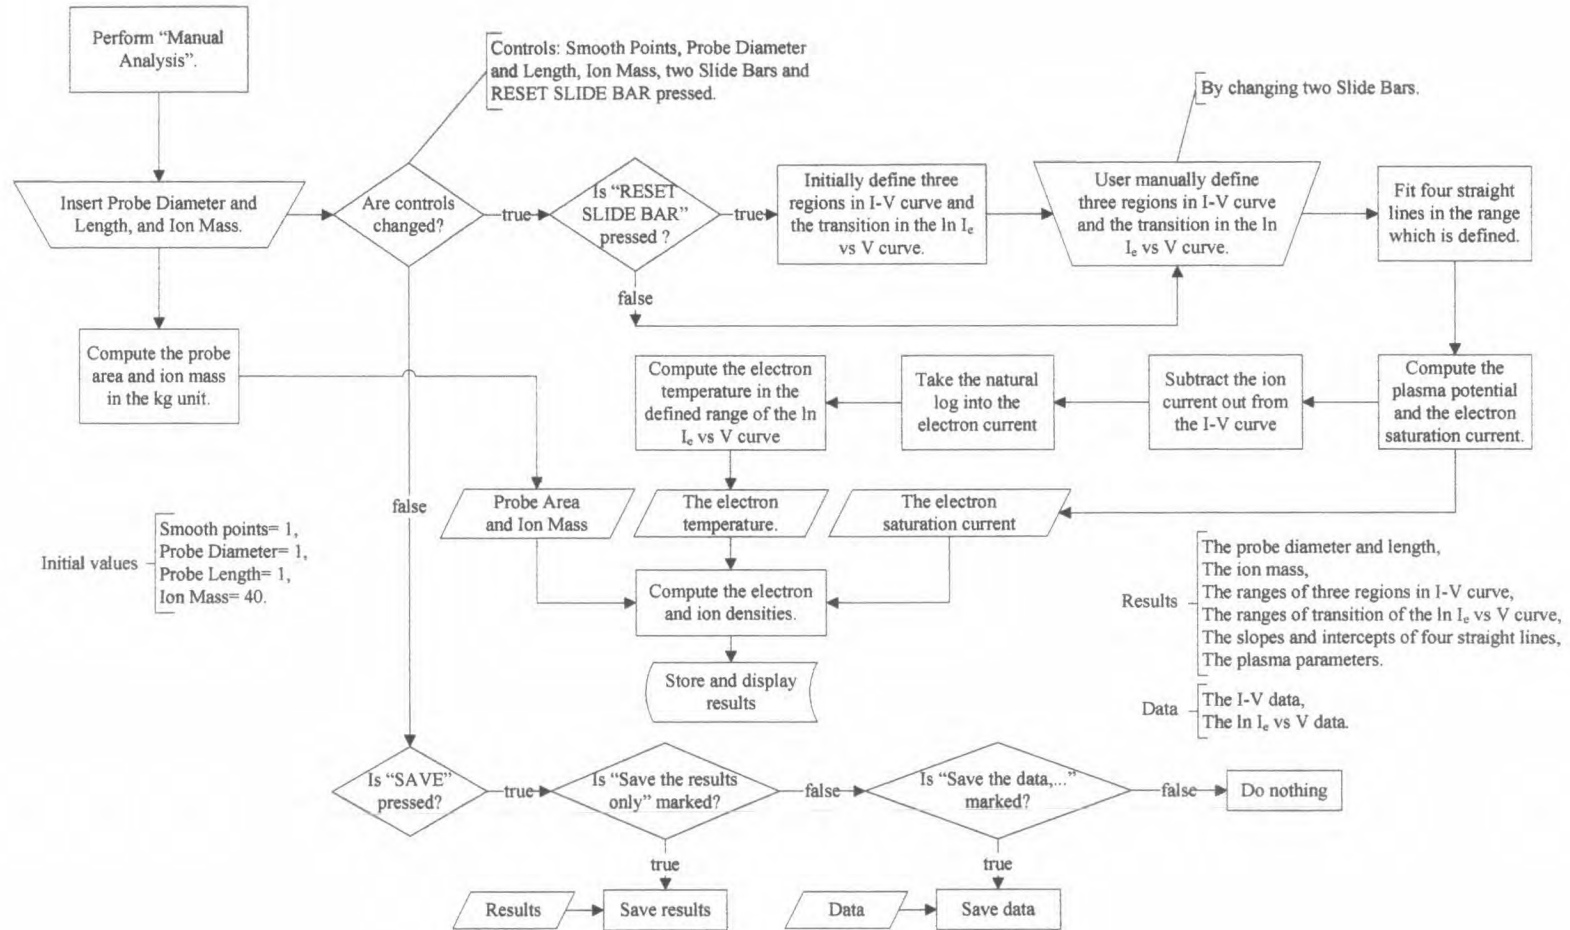 Perform “Manual
Analysis”.
Controls: Smooth Points, Probe Diameter
and Length, Ion Mass, two Slide Bars and
RESET SLIDE BAR pressed.
By changing two Slide Bars.
Insert Probe Diameter and
Length, and Ion Mass.
Are controls
changed?
true
Is “RESET
SLIDE BAR”
pressed ?
true
Initially define three
regions in I-V curve and
the transition in the ln Ie
vs V curve.
User manually define
three regions in I-V curve
and the transition in the ln
Ie vs V curve.
Fit four straight
lines in the range
which is defined.
false
Compute the probe
area and ion mass
in the kg unit.
Compute the electron
temperature in the
defined range of the ln
Ie vs V curve
Take the natural
log into the
electron current
Subtract the ion
current out from
the I-V curve
Compute the
plasma potential
and the electron
saturation current.
false
Probe Area
and Ion Mass
The electron
temperature.
The electron
saturation current
Initial values
Smooth points= 1,
Probe Diameter= 1,
Probe Length= 1,
Ion Mass= 40.
Compute the electron
and ion densities.
Results
The probe diameter and length,
The ion mass,
The ranges of three regions in I-V curve,
The ranges of transition of the ln Ie vs V curve,
The slopes and intercepts of four straight lines,
The plasma parameters.
Store and display
results
Data
The I-V data,
The ln Ie vs V data.
Is “SAVE”
pressed?
true
Is “Save the results
only” marked?
false
Is “Save the data,...”
marked?
false
Do nothing
true
true
Results
Save results
Data
Save data